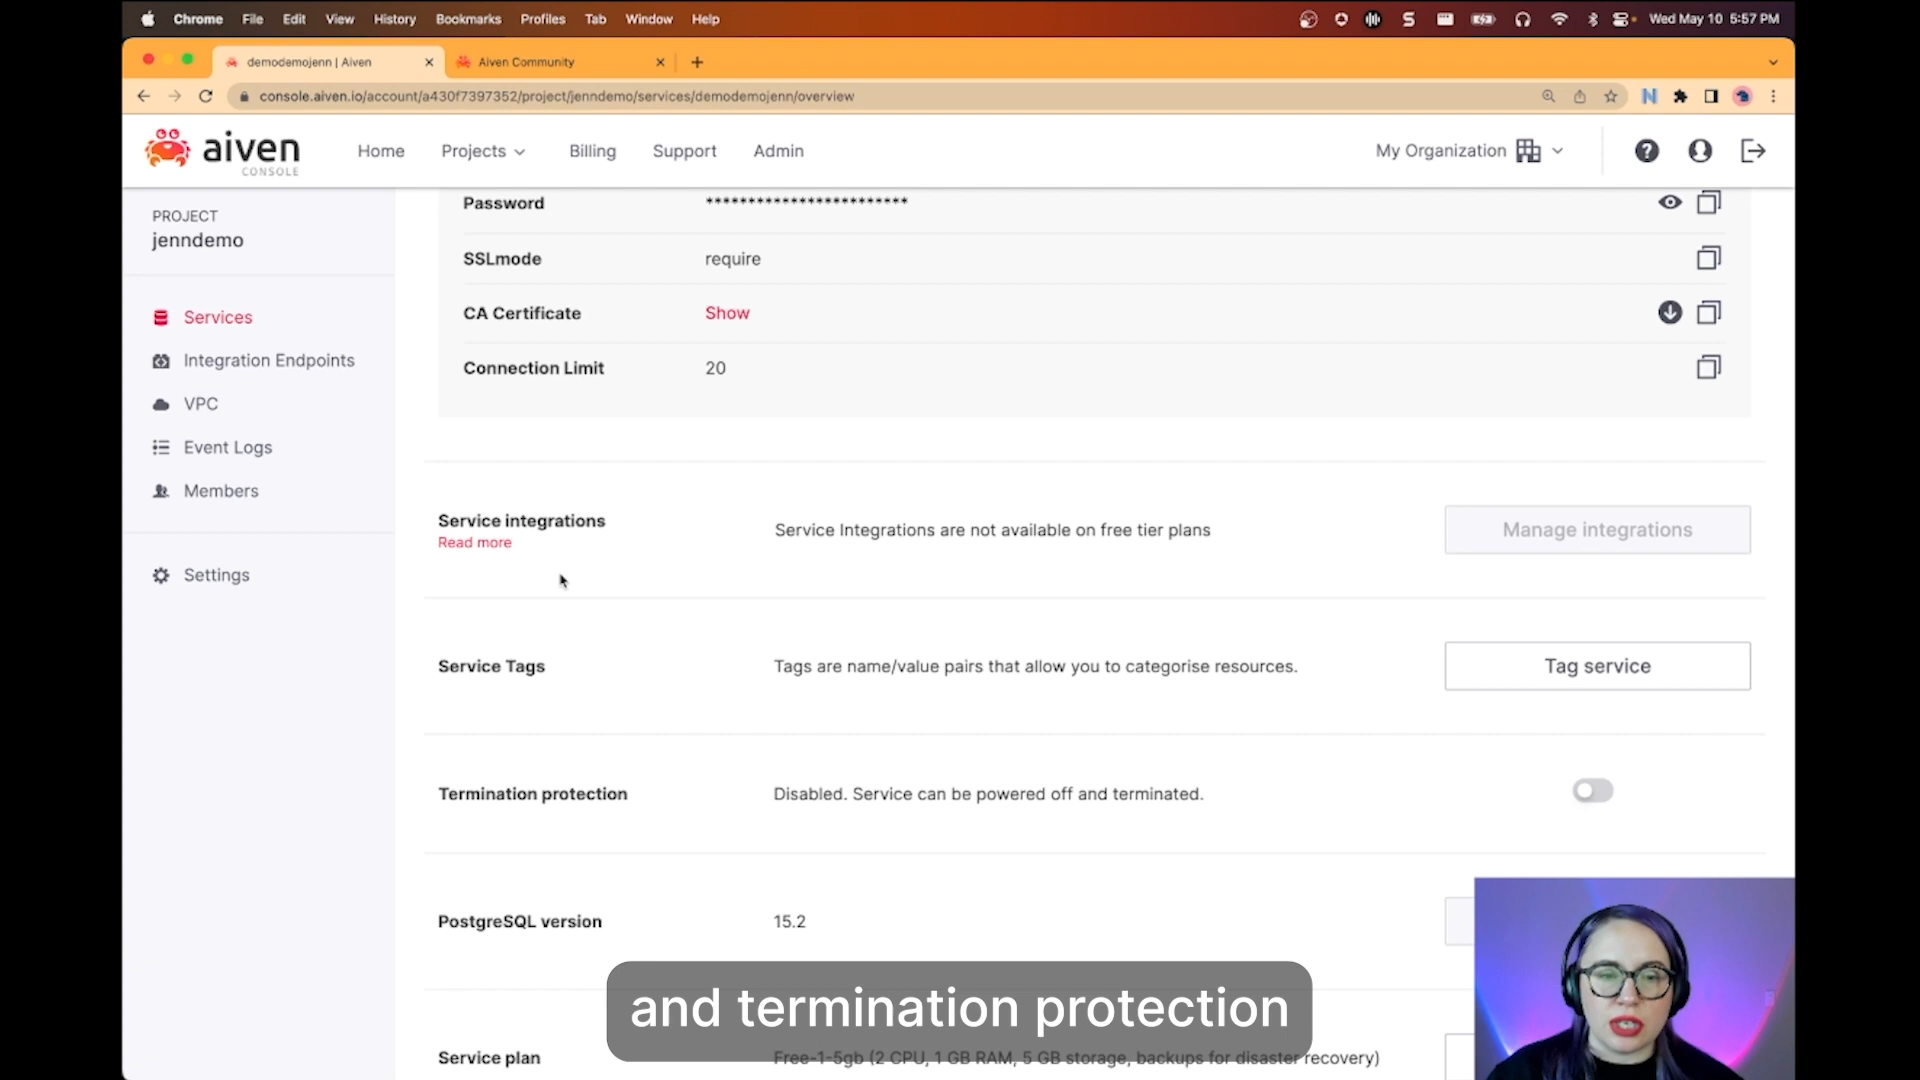 Chrome File Edit View History Bookmarks Profiles Tab Window Help
Wed May 10 5:57 PM
demodemojenn | Aiven
Aiven Community
console.aiven.io/account/a430f7397352/project/jenndemo/services/demodemojenn/overview
aiven
CONSOLE
Home Projects Billing Support Admin
My Organization
PROJECT
jenndemo
Services
Integration Endpoints
VPC
Event Logs
Members
Settings
Password ************************
SSLmode require
CA Certificate Show
Connection Limit 20
Service integrations
Read more
Service Integrations are not available on free tier plans
Manage integrations
Service Tags
Tags are name/value pairs that allow you to categorise resources.
Tag service
Termination protection
Disabled. Service can be powered off and terminated.
PostgreSQL version 15.2
and termination protection
Service plan Free-1-5gb (2 CPU, 1 GB RAM, 5 GB storage, backups for disaster recovery)